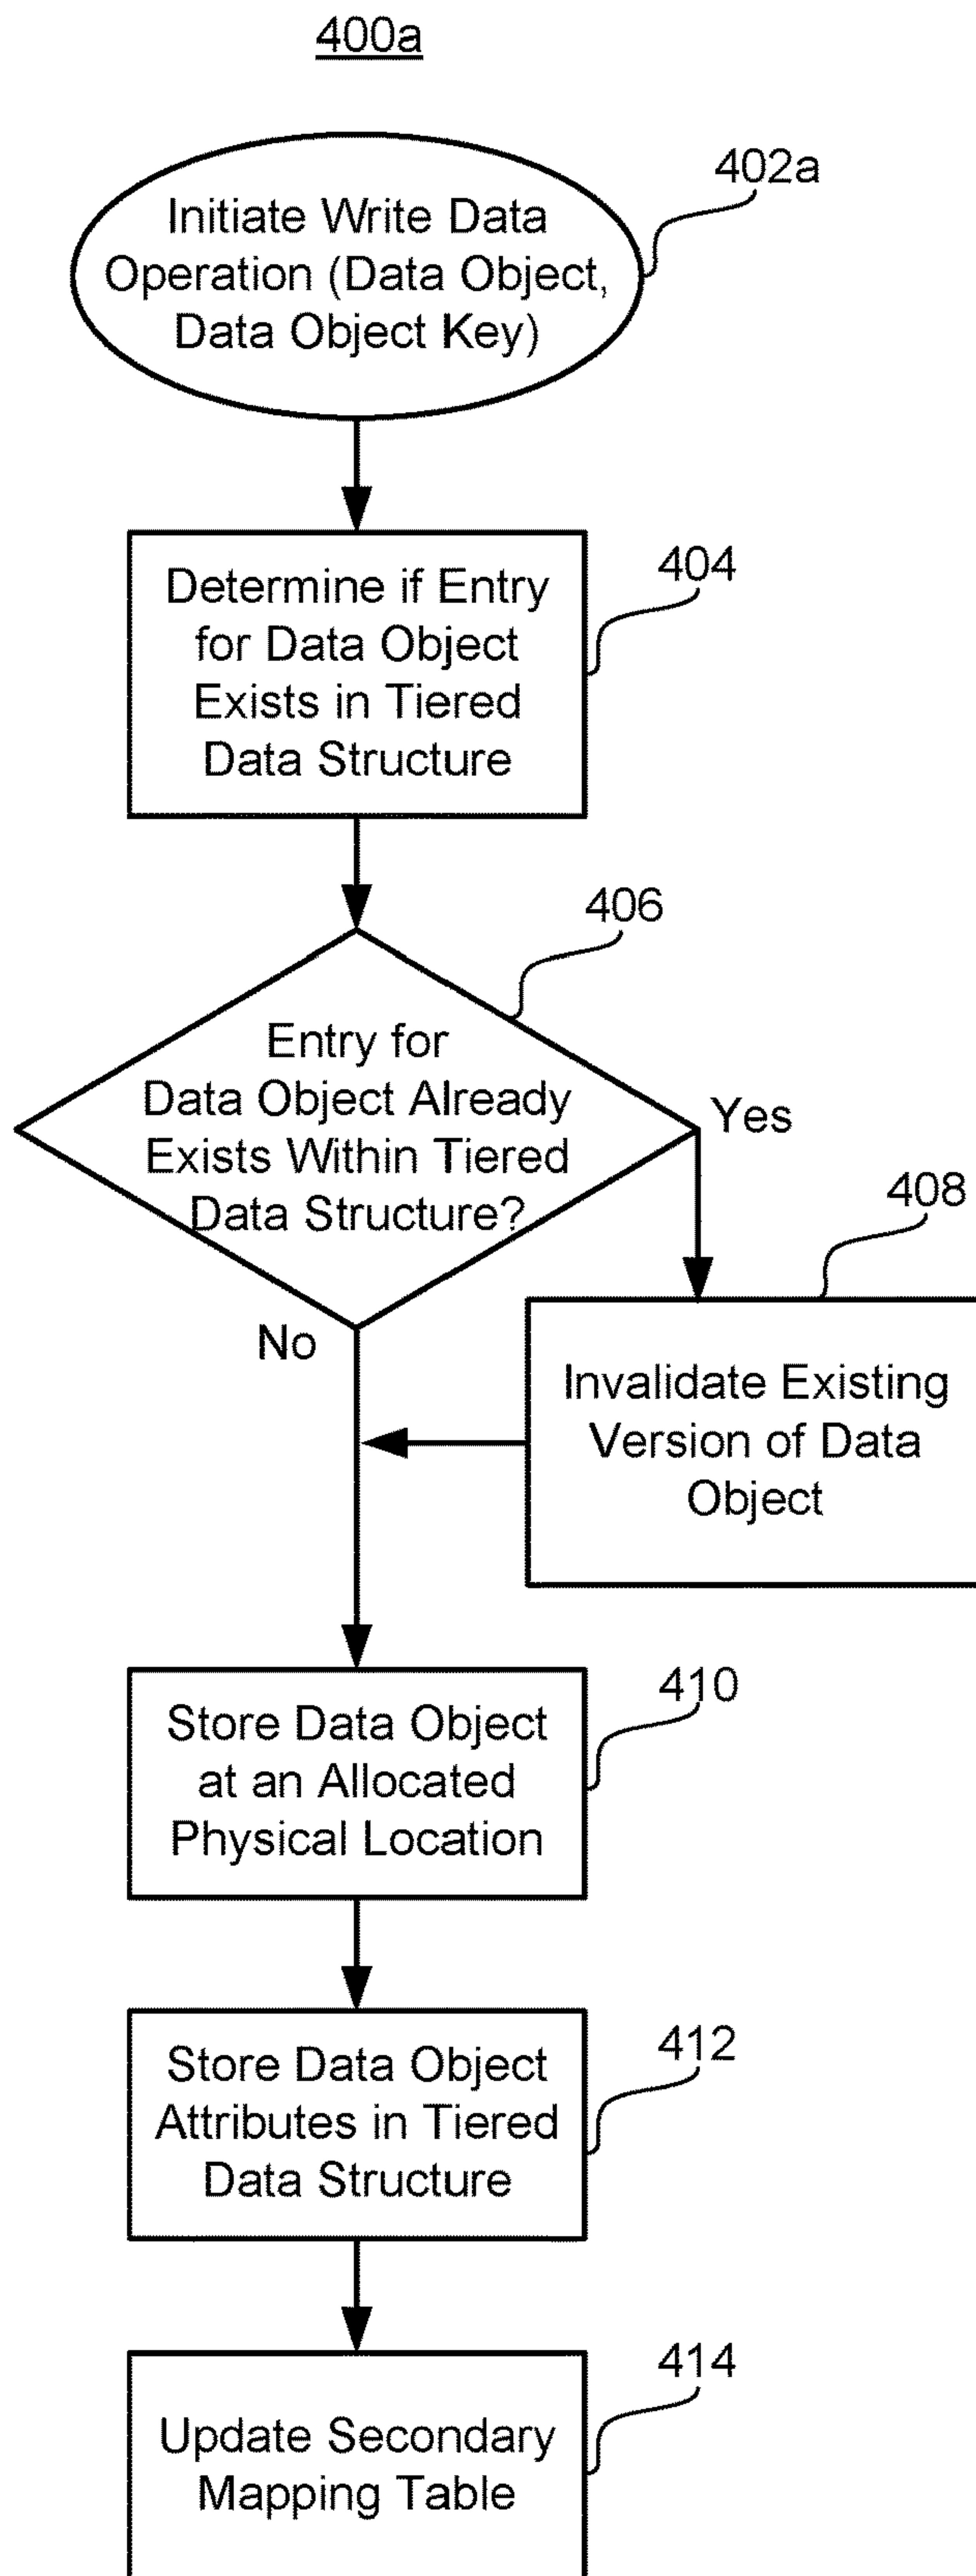 400a
402a
Initiate Write Data
Operation (Data Object,
Data Object Key)
404
Determine if Entry
for Data Object
Exists in Tiered
Data Structure
406
Entry for
Data Object Already
Exists Within Tiered
Data Structure?
Yes
408
No
Invalidate Existing
Version of Data
Object
410
Store Data Object
at an Allocated
Physical Location
412
Store Data Object
Attributes in Tiered
Data Structure
414
Update Secondary
Mapping Table